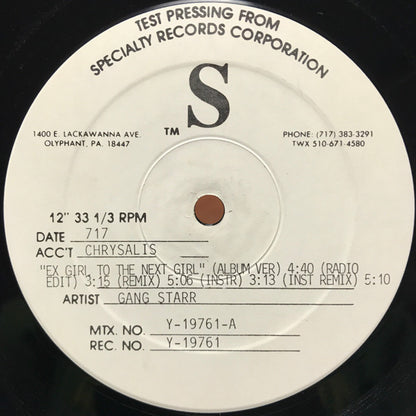 TEST PRESSING FROM
SPECIALTY RECORDS CORPORATION
S
TM
1400 E. LACKAWANNA AVE.
OLYPHANT, PA. 18447
PHONE: (717) 383-3291
TWX 510-671-4580
12" 33 1/3 RPM
DATE 717
ACC'T CHRYSALIS
"EX GIRL TO THE NEXT GIRL" (ALBUM VER) 4:40 (RADIO
EDIT) 3:15 (REMIX) 5:06 (INSTR) 3:13 (INST REMIX) 5:10
ARTIST GANG STARR
MTX. NO. Y-19761-A
REC. NO. Y-19761